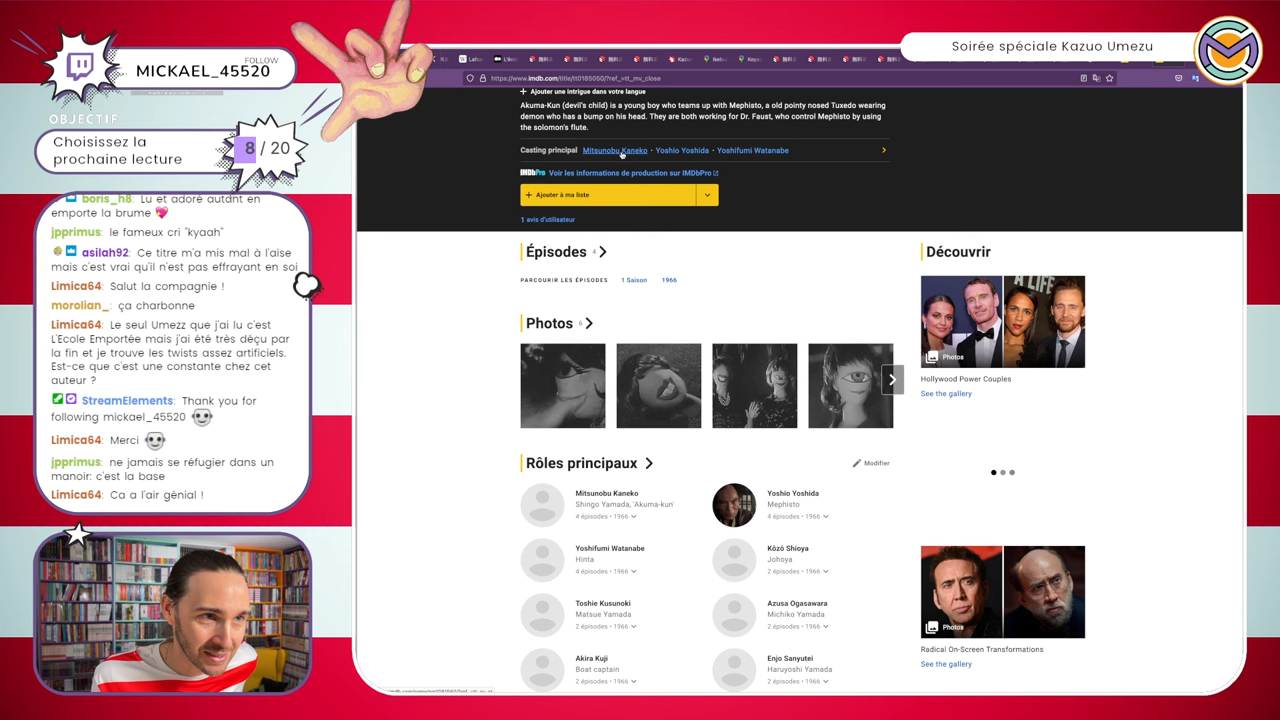 FOLLOW
MICKAEL_45520
OBJECTIF
Choisissez la
prochaine lecture
8 / 20
boris_h8: Lu et adoré autant en
emporte la brume
jpprimus: le fameux cri "kyaah"
asilah92: Ce titre m'a mis mal à l'aise
mais c'est vrai qu'il n'est pas effrayant en soi
Limica64: Salut la compagnie !
morolian_: ça charbonne
Limica64: Le seul Umezz que j'ai lu c'est
L'Ecole Emportée mais j'ai été très déçu par
la fin et je trouve les twists assez artificiels.
Est-ce que c'est une constante chez cet
auteur ?
StreamElements: Thank you for
following mickael_45520
Limica64: Merci
jpprimus: ne jamais se réfugier dans un
manoir: c'est la base
Limica64: Ca a l'air génial !
Soirée spéciale Kazuo Umezu
https://www.imdb.com/title/tt0185050/?ref_=ttl_mv_close
Ajouter une intrigue dans votre langue
Akuma-Kun (devil's child) is a young boy who teams up with Mephisto, a old pointy nosed Tuxedo wearing
demon who has a bump on his head. They are both working for Dr. Faust, who control Mephisto by using
the solomon's flute.
Casting principal Mitsunobu Kaneko · Yoshio Yoshida · Yoshifumi Watanabe
IMDbPro Voir les informations de production sur IMDbPro
+ Ajouter à ma liste
1 avis d'utilisateur
Épisodes 4
PARCOURIR LES ÉPISODES 1 Saison 1966
Photos 6
Rôles principaux
Modifier
Mitsunobu Kaneko
Shingo Yamada, 'Akuma-kun'
4 épisodes • 1966
Yoshio Yoshida
Mephisto
4 épisodes • 1966
Yoshifumi Watanabe
Hinta
4 épisodes • 1966
Kôzô Shioya
Johoya
2 épisodes • 1966
Toshie Kusunoki
Matsue Yamada
2 épisodes • 1966
Azusa Ogasawara
Michiko Yamada
2 épisodes • 1966
Akira Kuji
Boat captain
2 épisodes • 1966
Enjo Sanyutei
Haruyoshi Yamada
2 épisodes • 1966
Découvrir
A LIFE
Photos
Hollywood Power Couples
See the gallery
Photos
Radical On-Screen Transformations
See the gallery